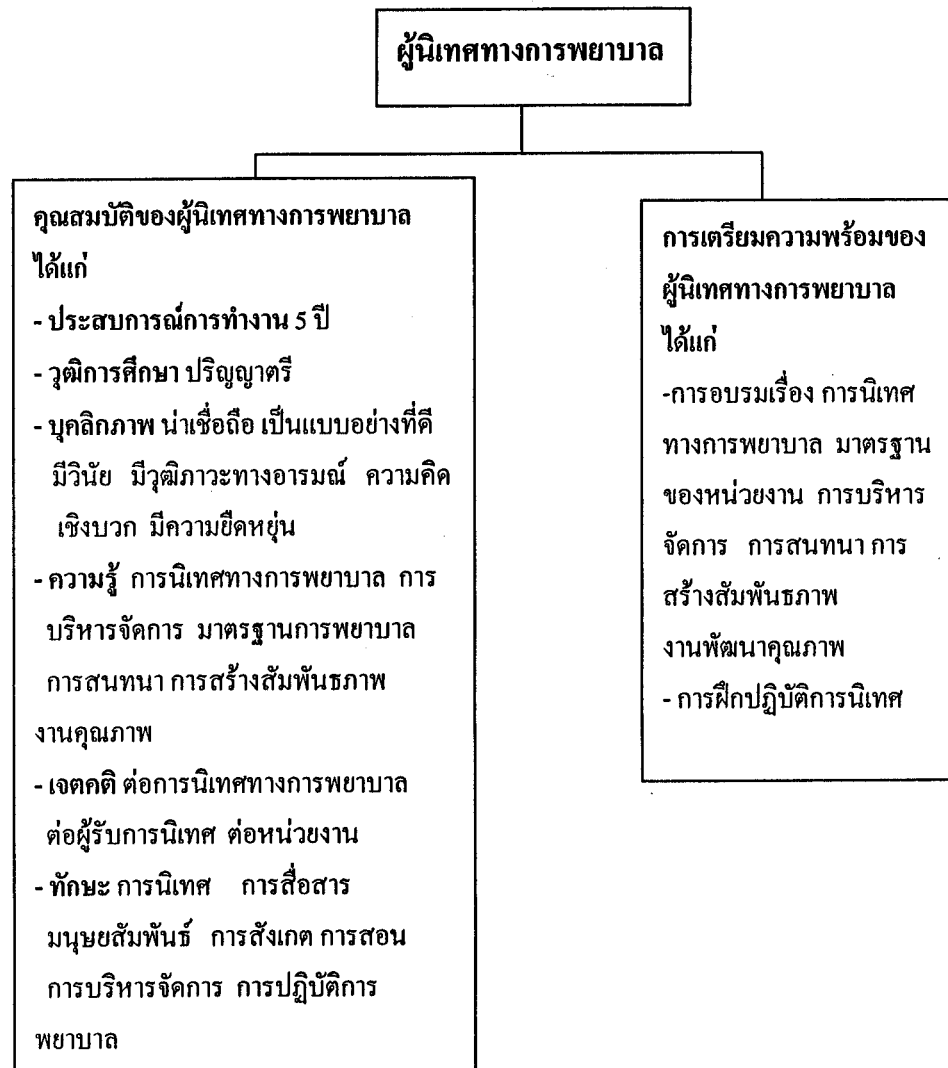 ผู้นิเทศทางการพยาบาล
คุณสมบัติของผู้นิเทศทางการพยาบาล
ได้แก่
- ประสบการณ์การทำงาน 5 ปี
- วุฒิการศึกษา ปริญญาตรี
- บุคลิกภาพ น่าเชื่อถือ เป็นแบบอย่างที่ดี
มีวินัย มีวุฒิภาวะทางอารมณ์ ความคิด
เชิงบวก มีความยืดหยุ่น
- ความรู้ การนิเทศทางการพยาบาล การ
บริหารจัดการ มาตรฐานการพยาบาล
การสนทนา การสร้างสัมพันธภาพ
งานคุณภาพ
- เจตคติ ต่อการนิเทศทางการพยาบาล
ต่อผู้รับการนิเทศ ต่อหน่วยงาน
- ทักษะ การนิเทศ การสื่อสาร
มนุษยสัมพันธ์ การสังเกต การสอน
การบริหารจัดการ การปฏิบัติการ
พยาบาล
การเตรียมความพร้อมของ
ผู้นิเทศทางการพยาบาล
ได้แก่
-การอบรมเรื่อง การนิเทศ
ทางการพยาบาล มาตรฐาน
ของหน่วยงาน การบริหาร
จัดการ การสนทนา การ
สร้างสัมพันธภาพ
งานพัฒนาคุณภาพ
- การฝึกปฏิบัติการนิเทศ